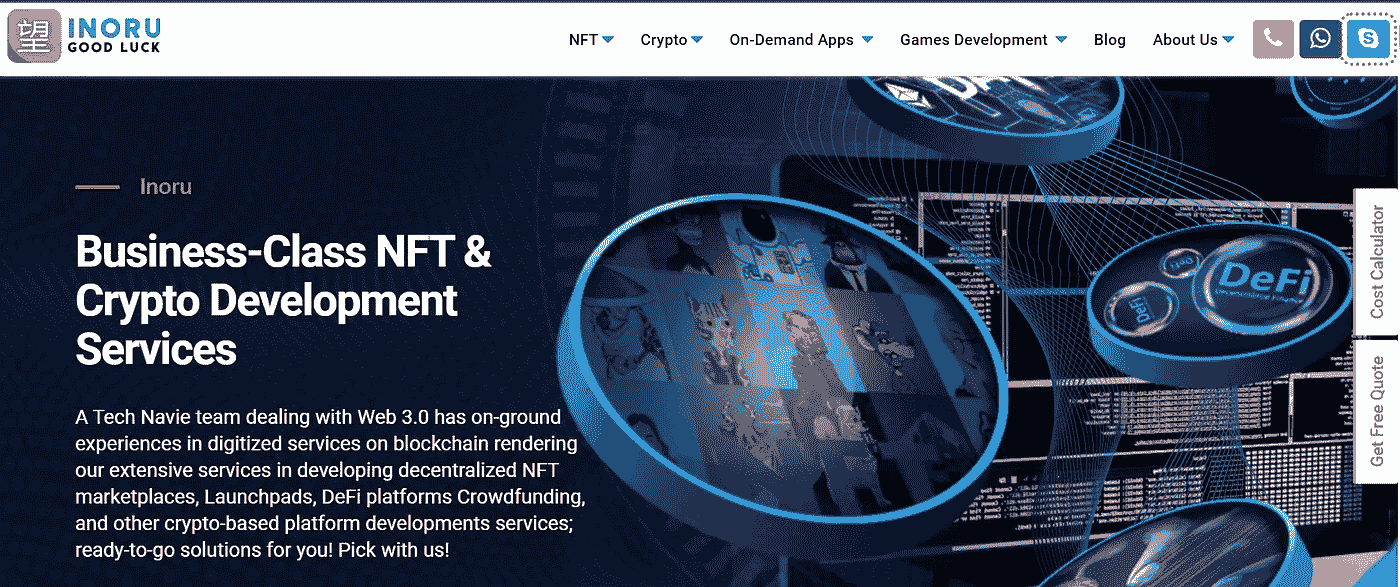 望
INORU
GOOD LUCK
NFT
Crypto
On-Demand Apps
Games Development
Blog
About Us
Inoru
Business-Class NFT &
Crypto Development
Services
A Tech Navie team dealing with Web 3.0 has on-ground
experiences in digitized services on blockchain rendering
our extensive services in developing decentralized NFT
marketplaces, Launchpads, DeFi platforms Crowdfunding,
and other crypto-based platform developments services;
ready-to-go solutions for you! Pick with us!
DeFi
Decentralized Finance
DeFi
DeFi
Cost Calculator
Get Free Quote